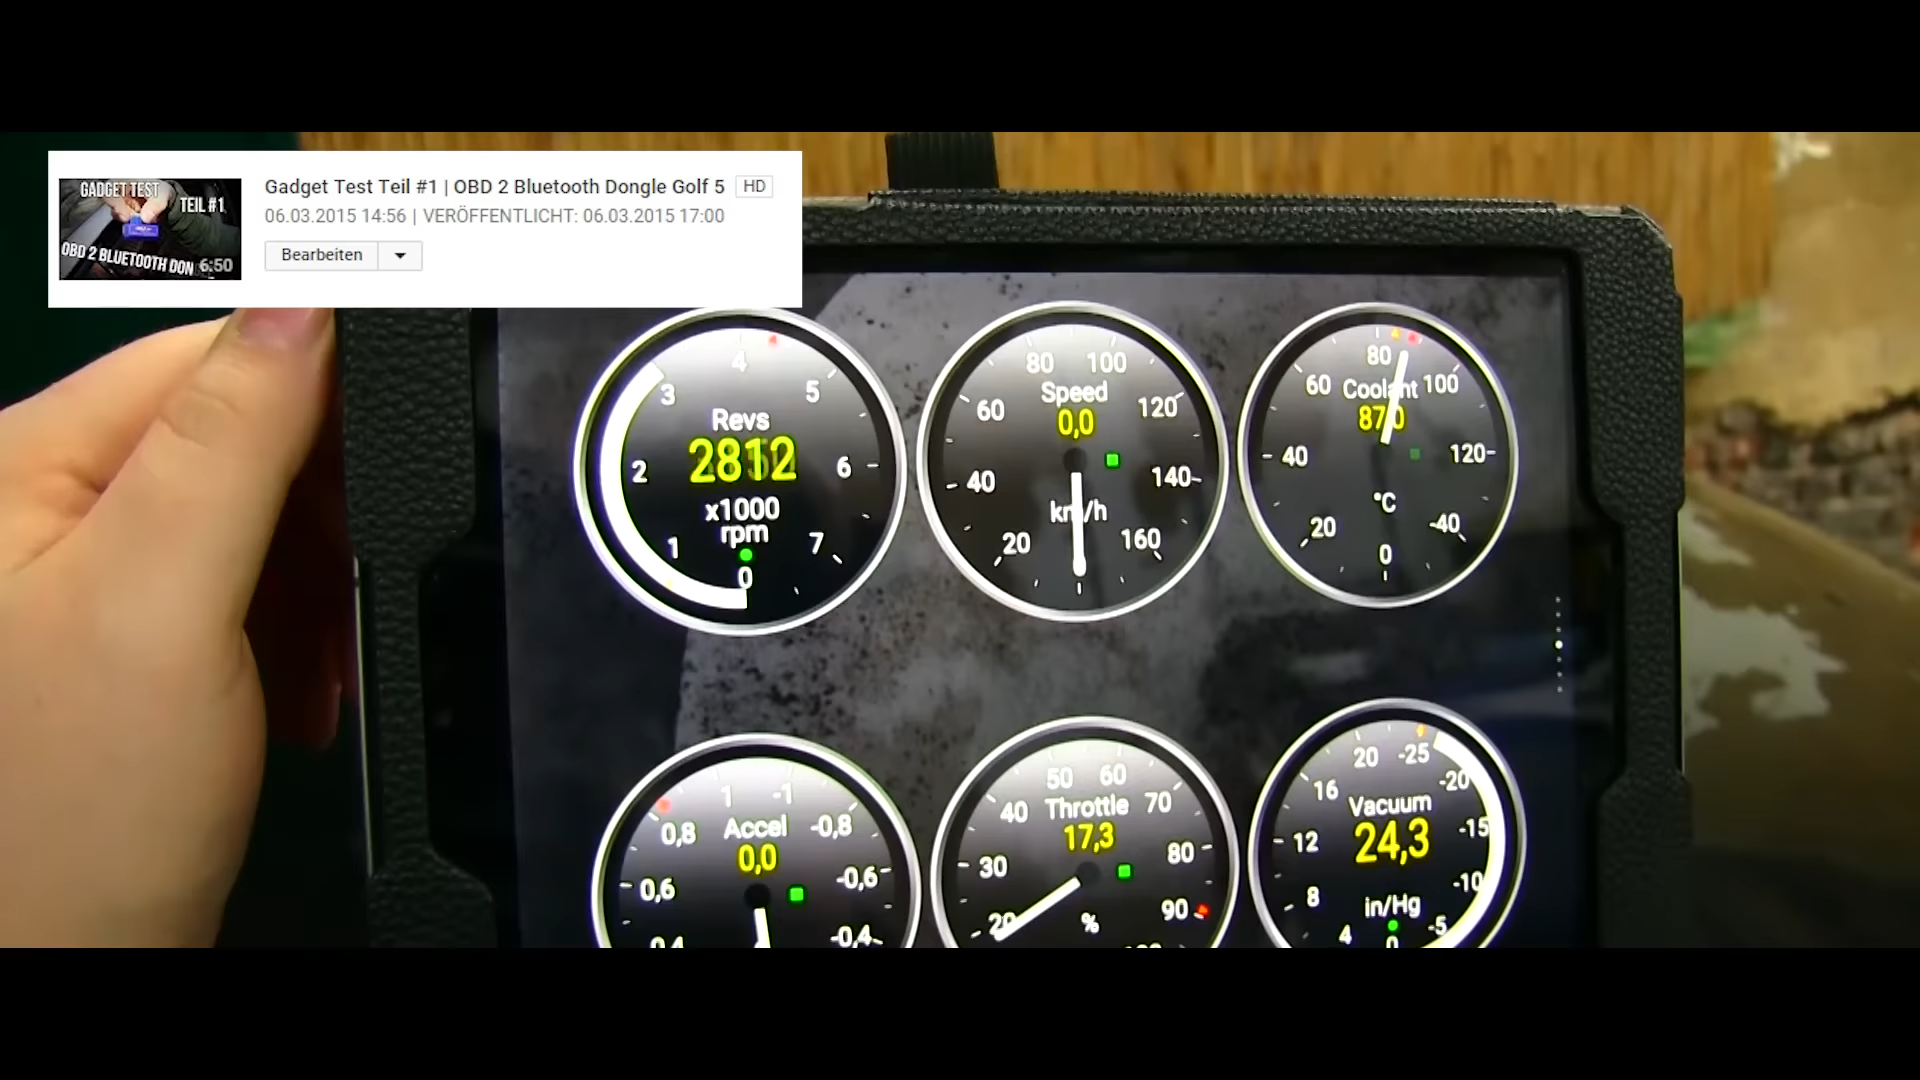 GADGET TEST
TEIL #1
OBD 2 BLUETOOTH DON
6:50
Gadget Test Teil #1 | OBD 2 Bluetooth Dongle Golf 5 HD
06.03.2015 14:56 | VERÖFFENTLICHT: 06.03.2015 17:00
Bearbeiten
0 1 2 3 4 5 6 7
Revs
2812
x1000
rpm
20 40 60 80 100 120 140 160
Speed
0,0
km/h
0 20 40 60 80 100 120 -40
Coolant
87,0
°C
0,4 0,6 0,8 1 -1 -0,8 -0,6 -0,4
Accel
0,0
20 30 40 50 60 70 80 90
Throttle
17,3
%
0 4 8 12 16 20 -25 -20 -15 -10 -5
Vacuum
24,3
in/Hg